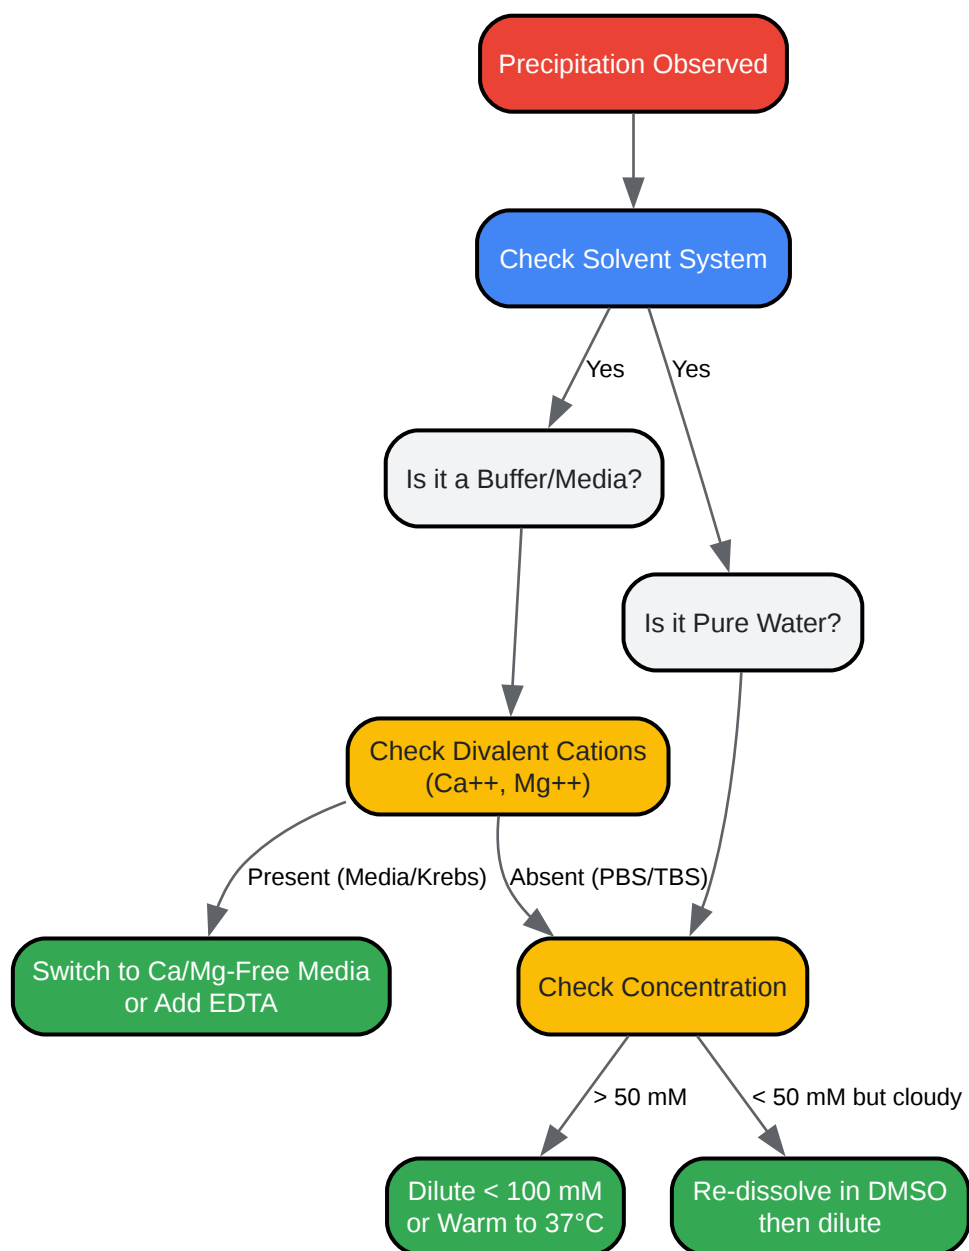 Precipitation Observed
Check Solvent System
Yes
Yes
Is it a Buffer/Media?
Is it Pure Water?
Check Divalent Cations
(Ca++, Mg++)
Present (Media/Krebs)
Absent (PBS/TBS)
Switch to Ca/Mg-Free Media
or Add EDTA
Check Concentration
> 50 mM
< 50 mM but cloudy
Dilute < 100 mM
or Warm to 37°C
Re-dissolve in DMSO
then dilute